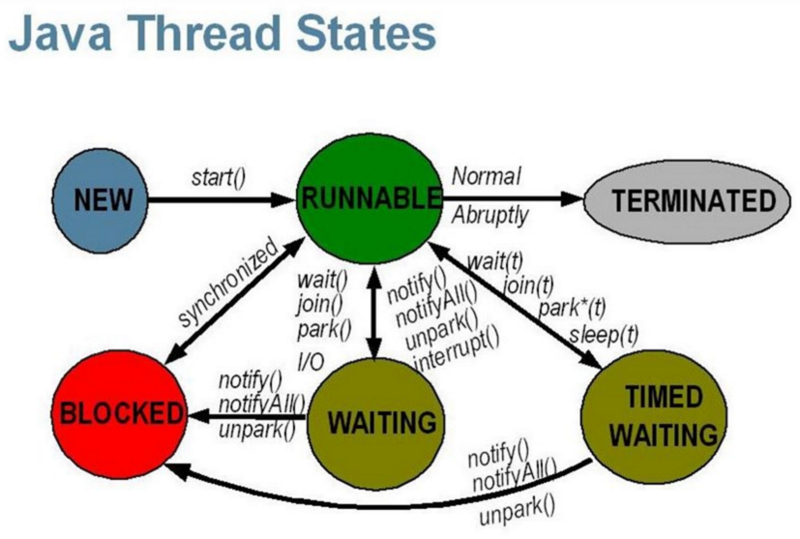 Java Thread States
NEW
start()
RUNNABLE
Normal
Abruptly
TERMINATED
synchronized
wait()
join()
park()
I/O
notify()
notifyAll()
unpark()
interrupt()
wait(t)
join(t)
park*(t)
sleep(t)
BLOCKED
notify()
notifyAll()
unpark()
WAITING
TIMED
WAITING
notify()
notifyAll()
unpark()